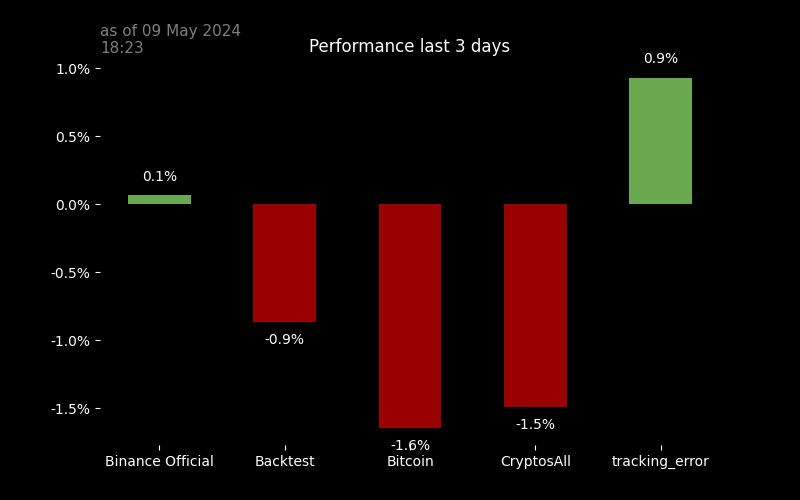 as of 09 May 2024
18:23
Performance last 3 days
1.0%
0.5%
0.0%
-0.5%
-1.0%
-1.5%
0.1%
-0.9%
-1.6%
-1.5%
0.9%
Binance Official
Backtest
Bitcoin
CryptosAll
tracking_error